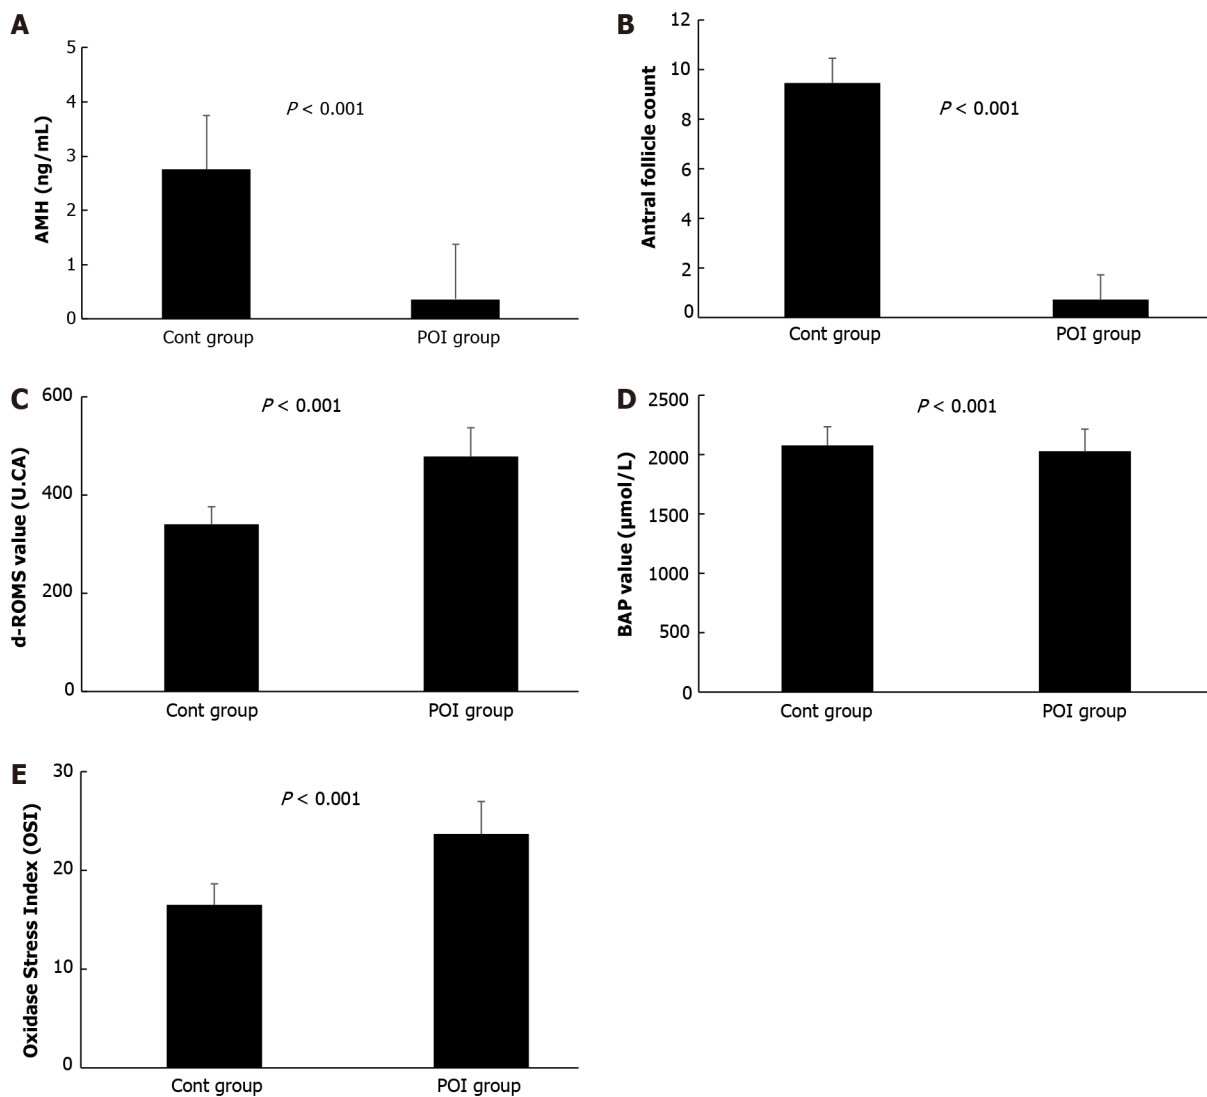 A
AMH (ng/mL)
5
4
3
2
1
0
P < 0.001
Cont group
POI group
B
Antral follicle count
12
10
8
6
4
2
0
P < 0.001
Cont group
POI group
C
d-ROMS value (U.CA)
600
400
200
0
P < 0.001
Cont group
POI group
D
BAP value (μmol/L)
2500
2000
1500
1000
500
0
P < 0.001
Cont group
POI group
E
Oxidase Stress Index (OSI)
30
20
10
0
P < 0.001
Cont group
POI group